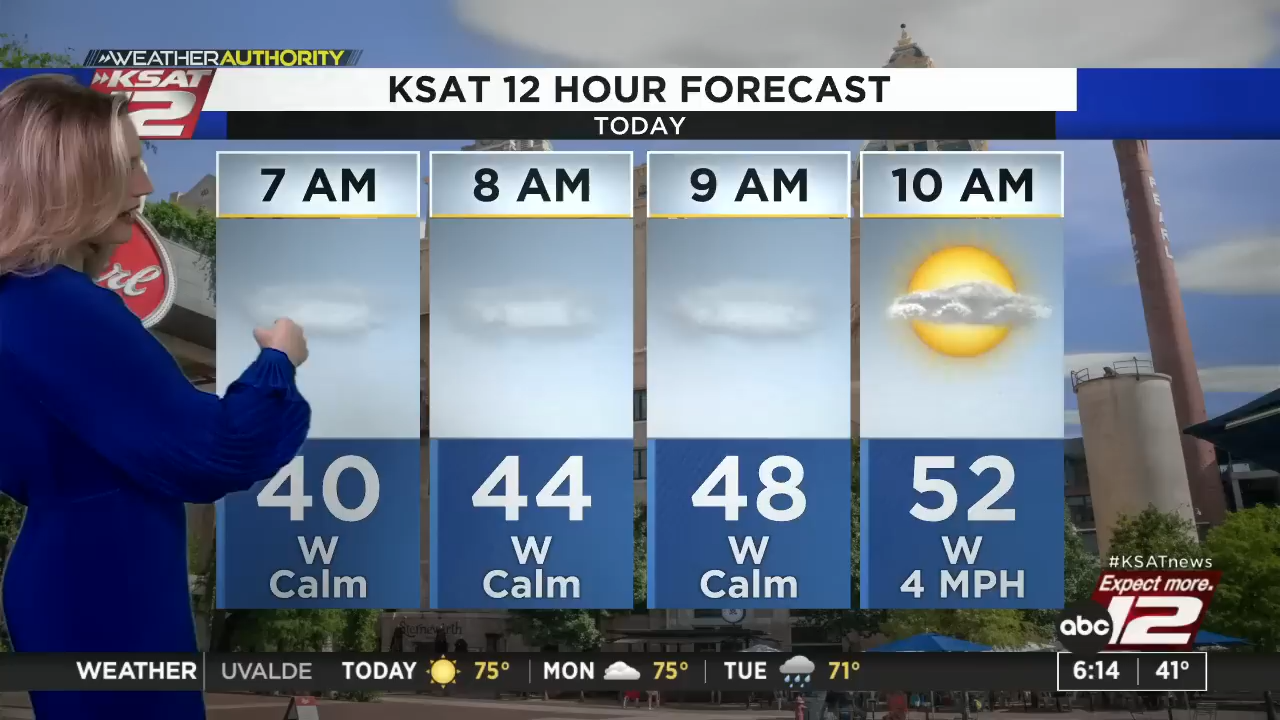 WEATHERAUTHORITY
KSAT
12
KSAT 12 HOUR FORECAST
TODAY
7 AM
8 AM
9 AM
10 AM
PEARL
40
44
48
52
W
W
W
W
Calm
Calm
Calm
4 MPH
#KSATnews
Expect more.
abc
12
WEATHER
UVALDE
TODAY 75°
MON 75°
TUE 71°
6:14
41°